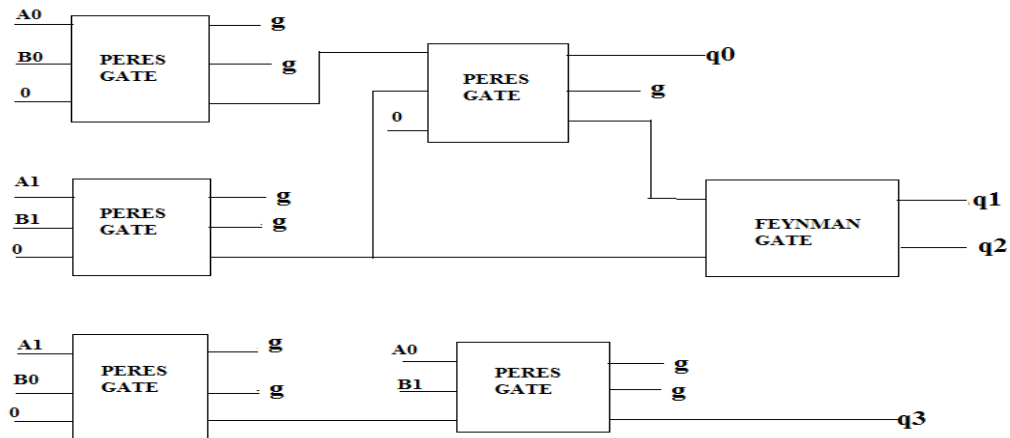 A0
g
B0
PERES
GATE
g
0
PERES
GATE
q0
g
0
A1
g
B1
PERES
GATE
g
0
FEYNMAN
GATE
q1
q2
A1
g
B0
PERES
GATE
g
0
A0
B1
PERES
GATE
g
g
q3